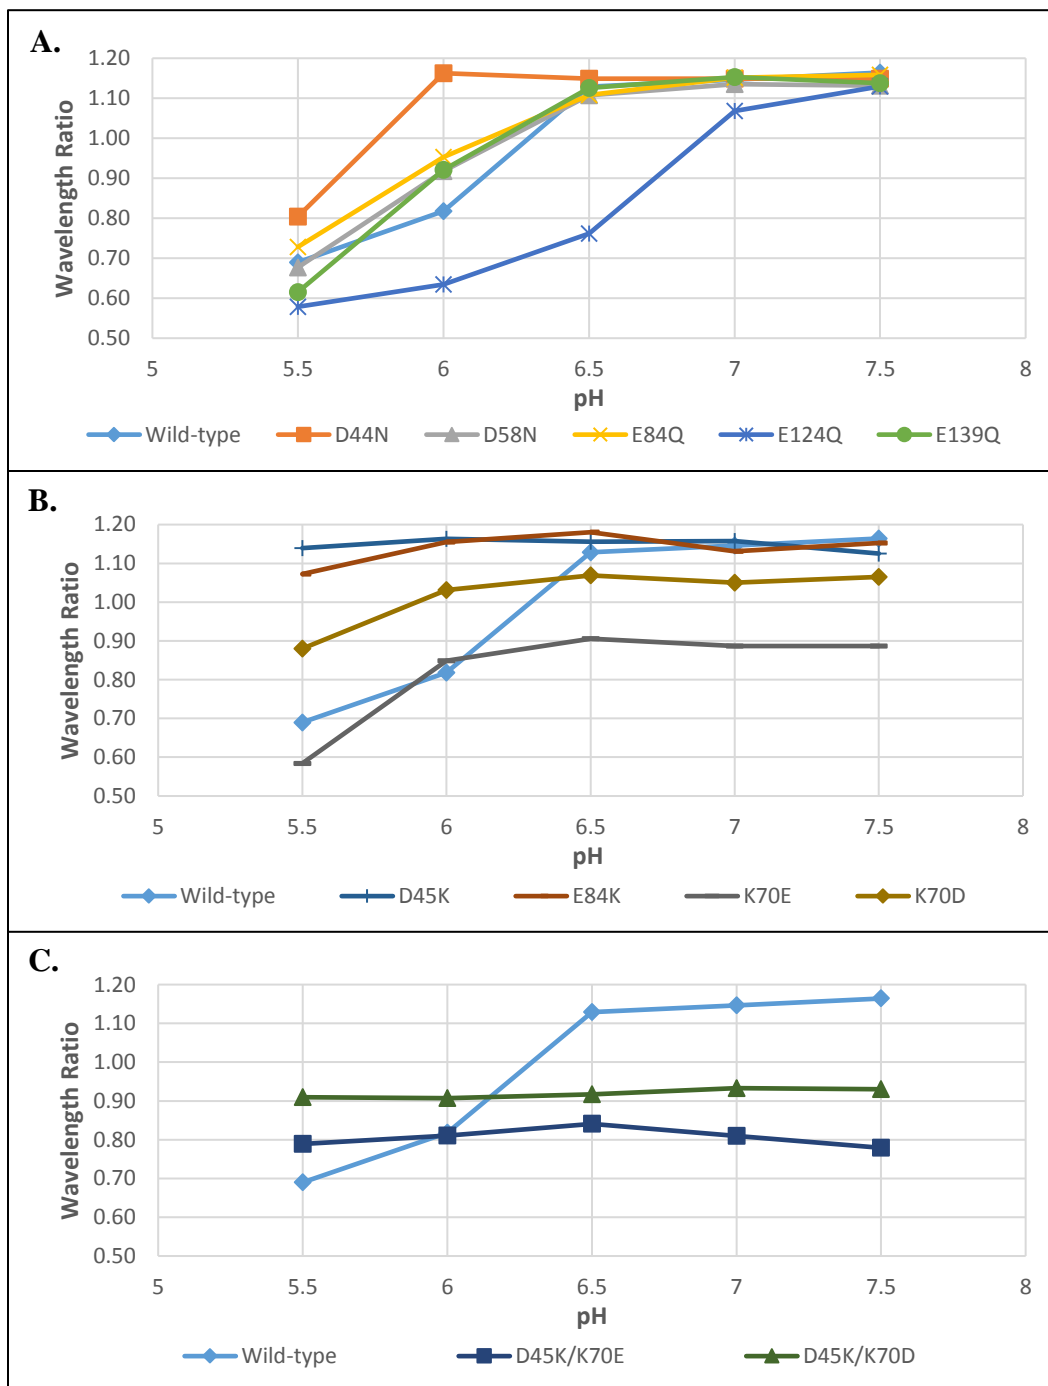 A.
1.20
1.10
1.00
0.90
0.80
0.70
0.60
0.50
Wavelength Ratio
5 5.5 6 6.5 7 7.5 8
pH
Wild-type D44N D58N E84Q E124Q E139Q
B.
1.20
1.10
1.00
0.90
0.80
0.70
0.60
0.50
Wavelength Ratio
5 5.5 6 6.5 7 7.5 8
pH
Wild-type D45K E84K K70E K70D
C.
1.20
1.10
1.00
0.90
0.80
0.70
0.60
0.50
Wavelength Ratio
5 5.5 6 6.5 7 7.5 8
pH
Wild-type D45K/K70E D45K/K70D